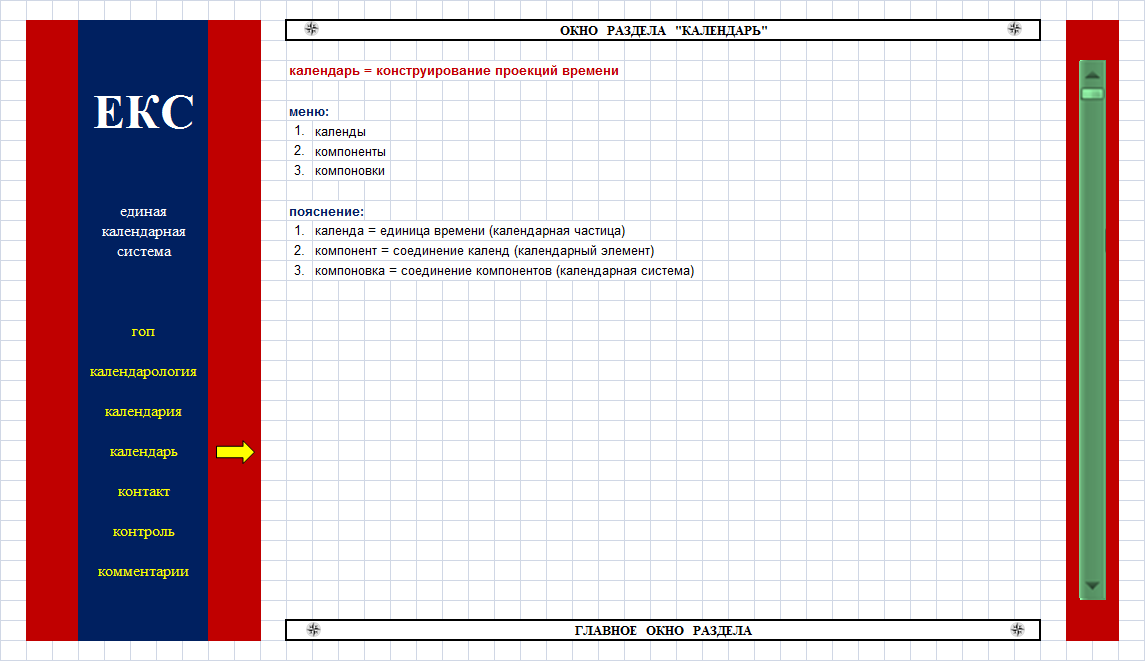 ЕКС
единая
календарная
система
гоп
календарология
календария
календарь
контакт
контроль
комментарии
ОКНО РАЗДЕЛА "КАЛЕНДАРЬ"
календарь = конструирование проекций времени
меню:
1. календы
2. компоненты
3. компоновки
пояснение:
1. календа = единица времени (календарная частица)
2. компонент = соединение календ (календарный элемент)
3. компоновка = соединение компонентов (календарная система)
ГЛАВНОЕ ОКНО РАЗДЕЛА